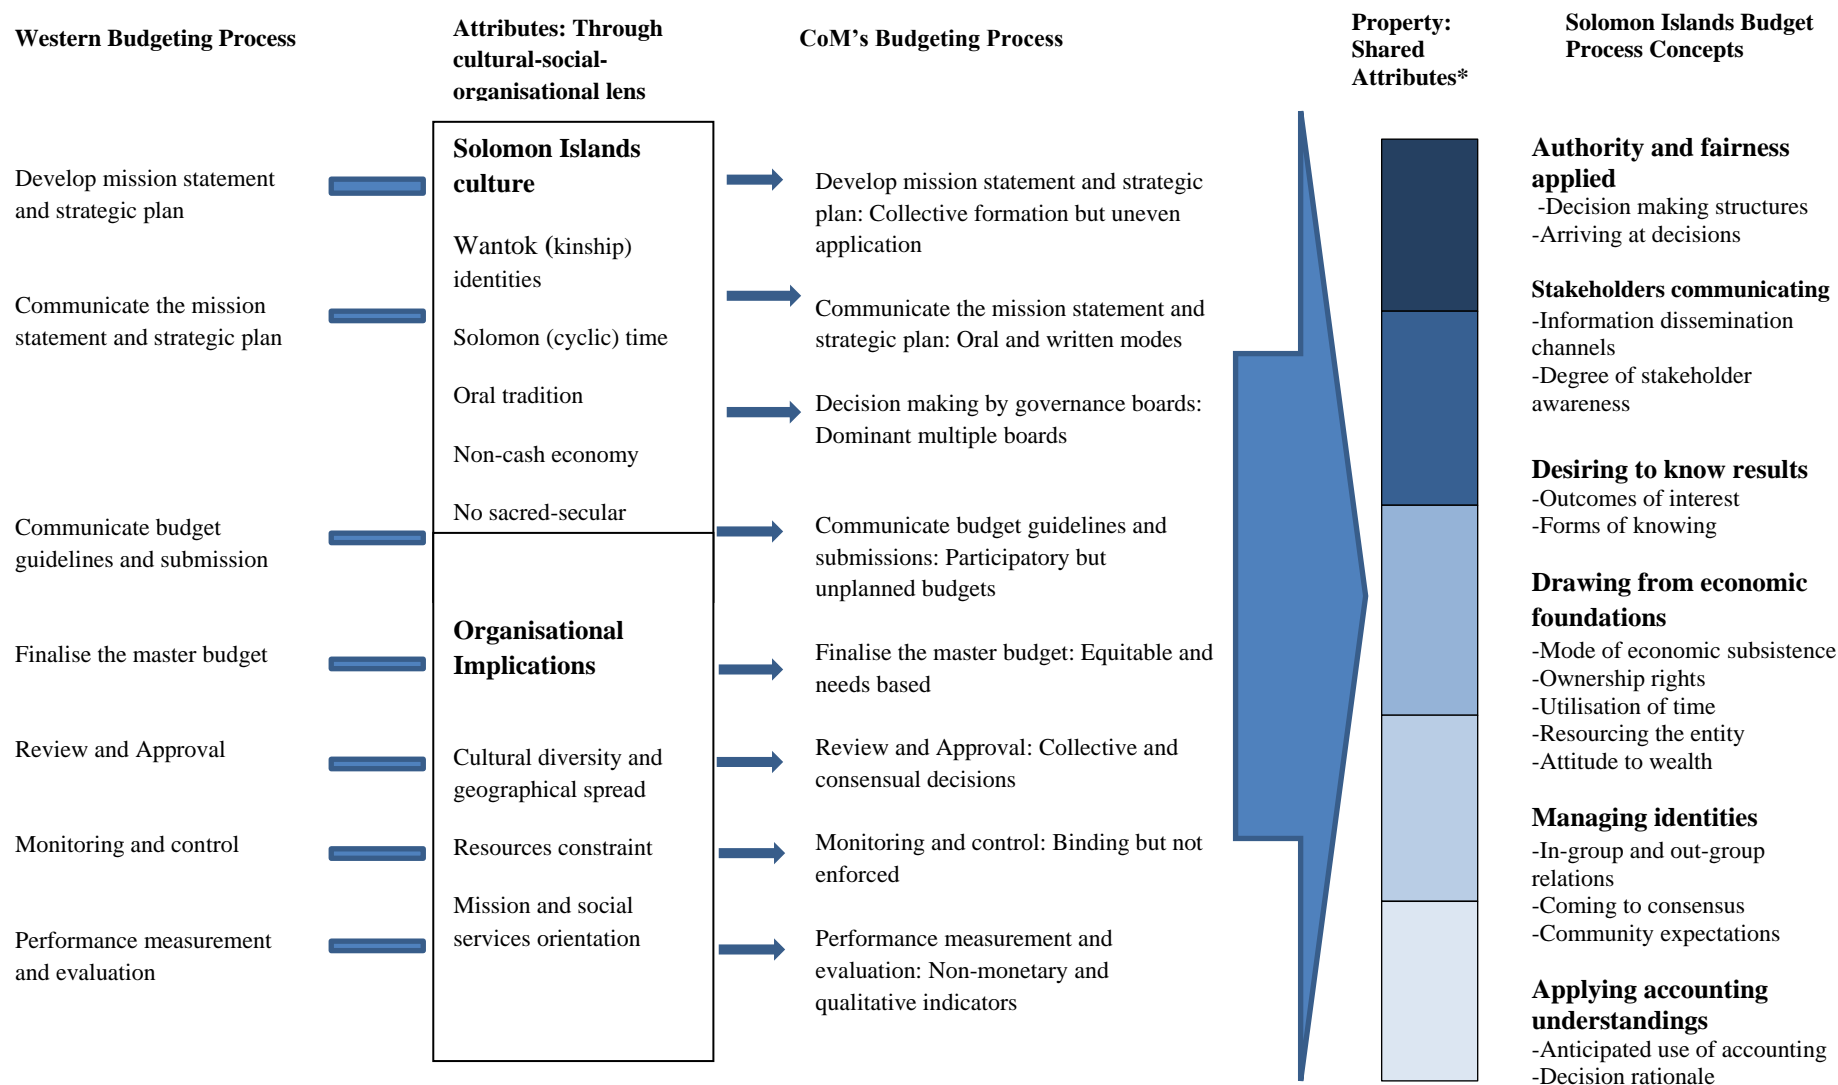 Western Budgeting Process
Attributes: Through
cultural-social-
organisational lens
CoM's Budgeting Process
Property:
Shared
Attributes*
Solomon Islands Budget
Process Concepts
Develop mission statement
and strategic plan
Communicate the mission
statement and strategic plan
Communicate budget
guidelines and submission
Finalise the master budget
Review and Approval
Monitoring and control
Performance measurement
and evaluation
Solomon Islands
culture
Wantok (kinship)
identities
Solomon (cyclic) time
Oral tradition
Non-cash economy
No sacred-secular
Organisational
Implications
Cultural diversity and
geographical spread
Resources constraint
Mission and social
services orientation
Develop mission statement and strategic
plan: Collective formation but uneven
application
Communicate the mission statement and
strategic plan: Oral and written modes
Decision making by governance boards:
Dominant multiple boards
Communicate budget guidelines and
submissions: Participatory but
unplanned budgets
Finalise the master budget: Equitable and
needs based
Review and Approval: Collective and
consensual decisions
Monitoring and control: Binding but not
enforced
Performance measurement and
evaluation: Non-monetary and
qualitative indicators
Authority and fairness
applied
-Decision making structures
-Arriving at decisions
Stakeholders communicating
-Information dissemination
channels
-Degree of stakeholder
awareness
Desiring to know results
-Outcomes of interest
-Forms of knowing
Drawing from economic
foundations
-Mode of economic subsistence
-Ownership rights
-Utilisation of time
-Resourcing the entity
-Attitude to wealth
Managing identities
-In-group and out-group
relations
-Coming to consensus
-Community expectations
Applying accounting
understandings
-Anticipated use of accounting
-Decision rationale